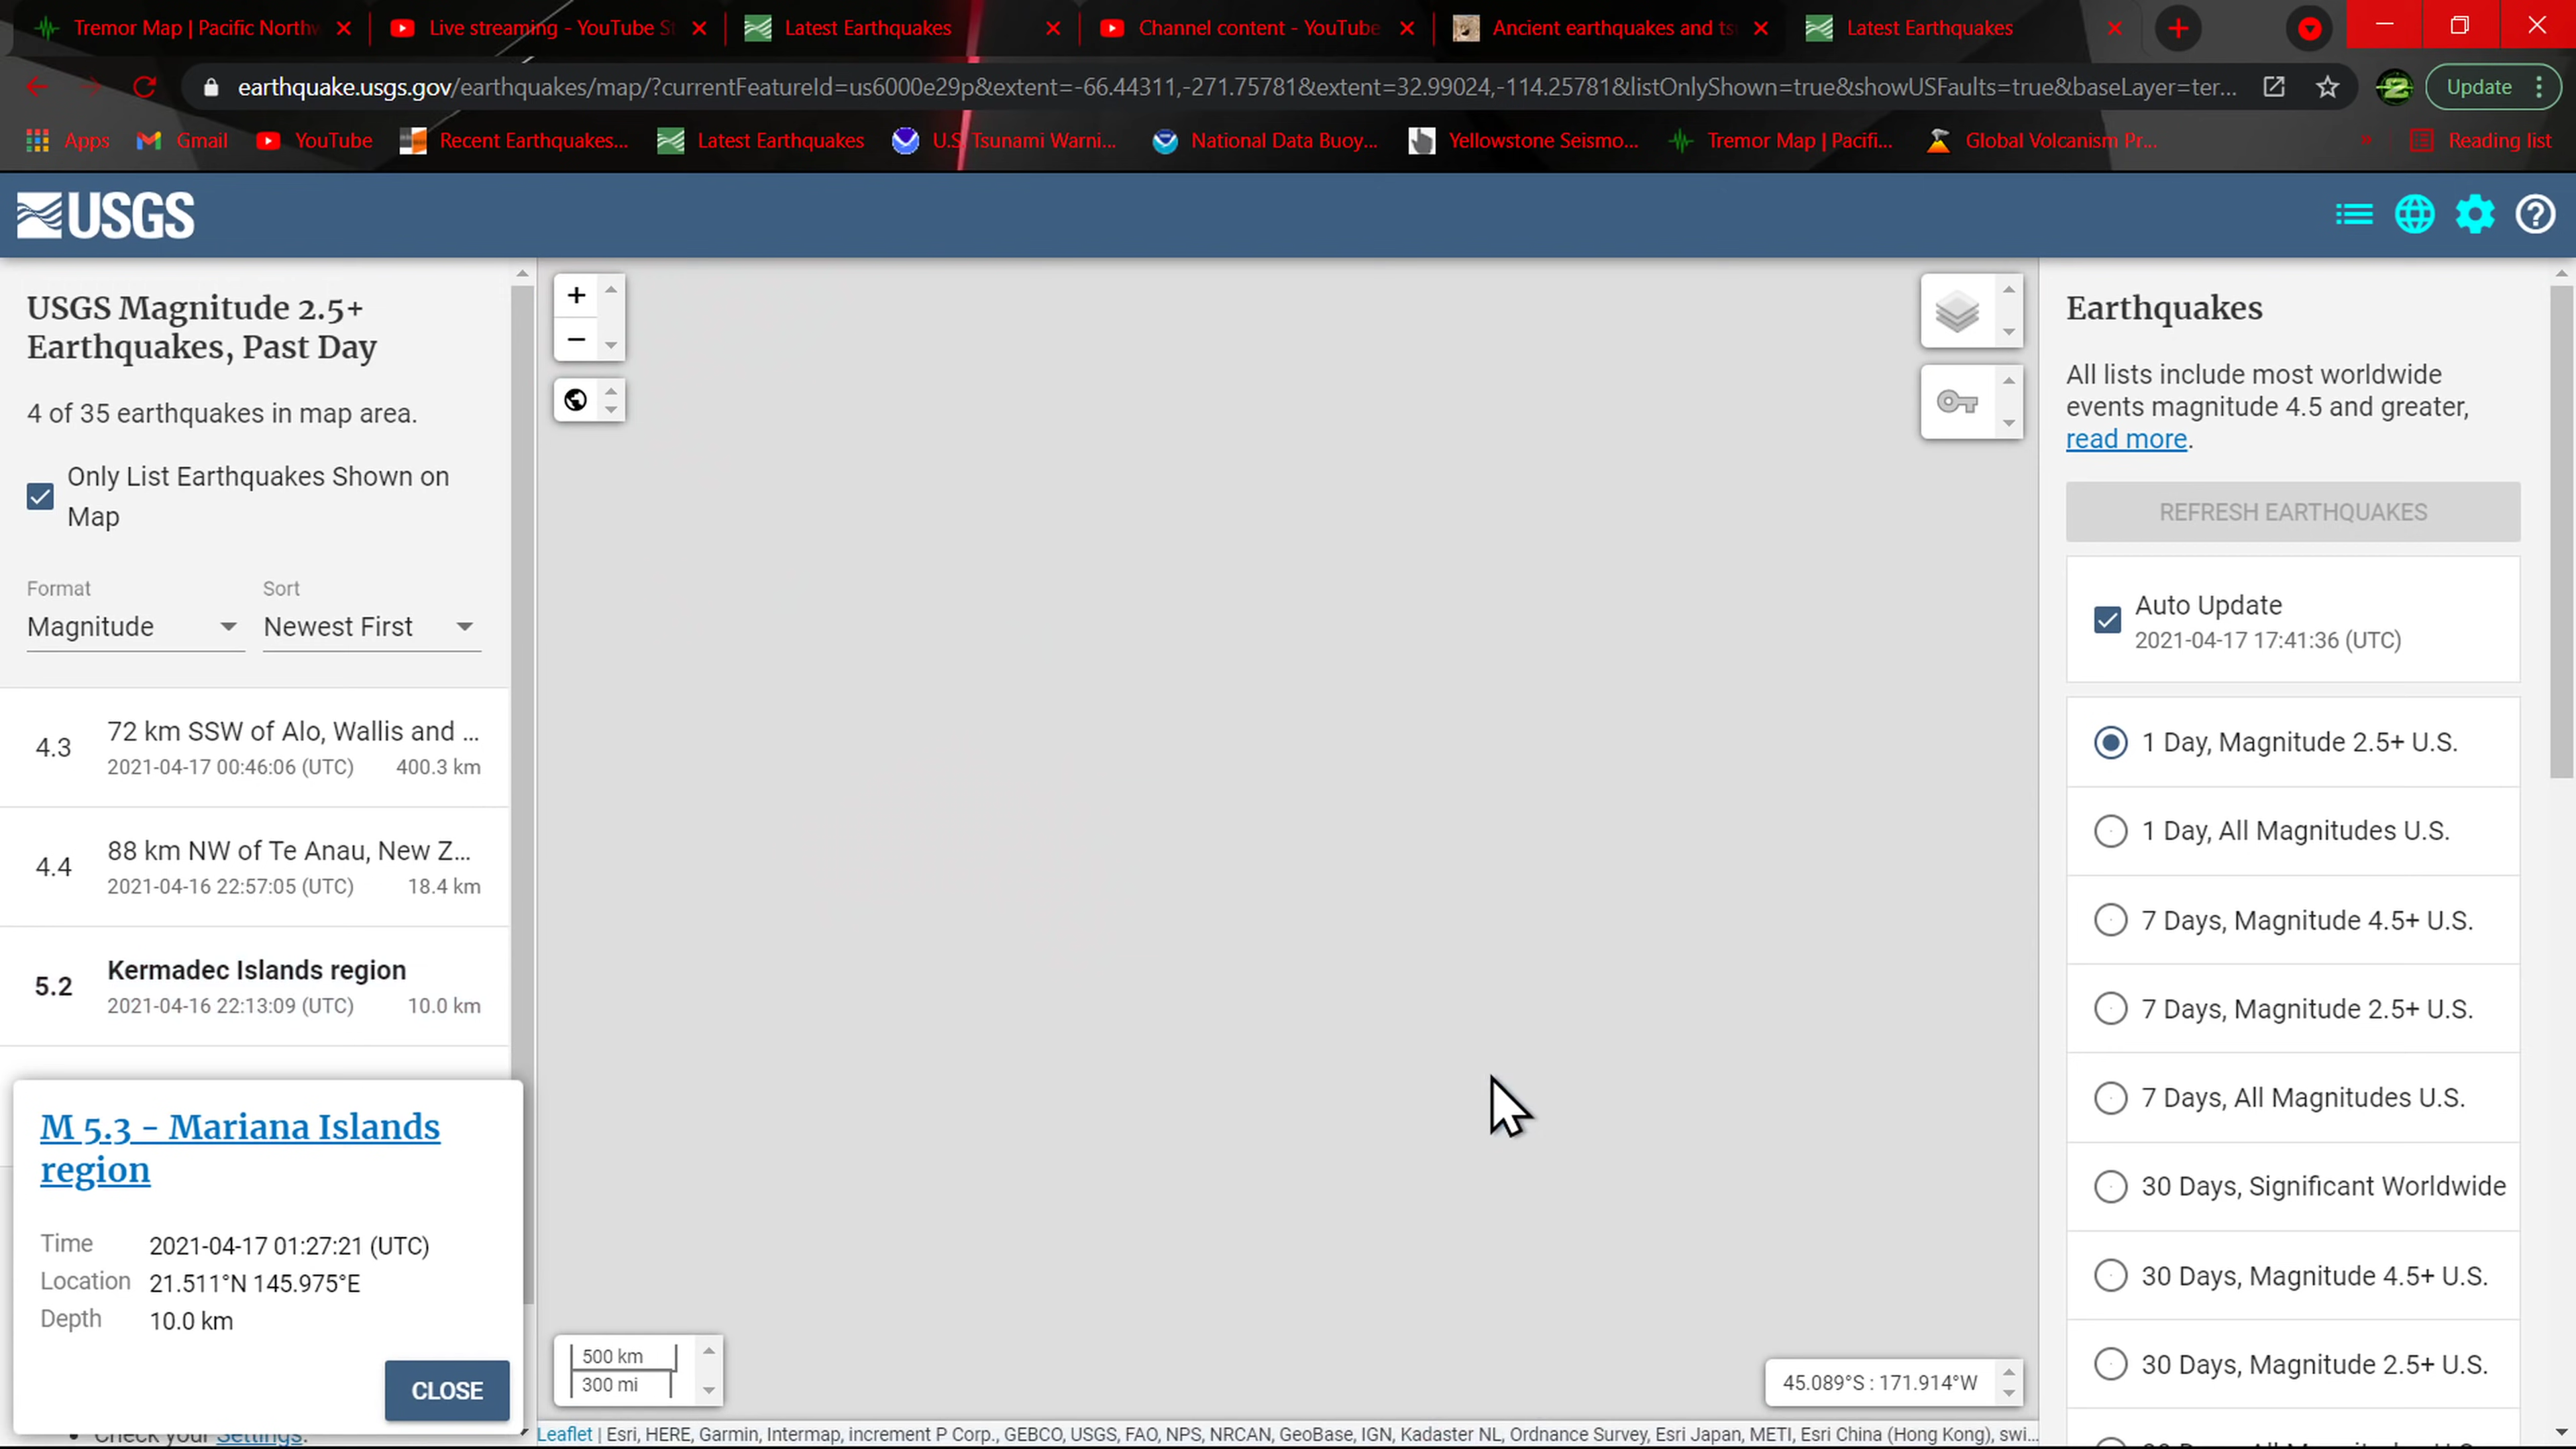 Tremor Map | Pacific Northw
Live streaming - YouTube St
Latest Earthquakes
Channel content - YouTube
Ancient earthquakes and ts
Latest Earthquakes
earthquake.usgs.gov/earthquakes/map/?currentFeatureId=us6000e29p&extent=-66.44311,-271.75781&extent=32.99024,-114.25781&listOnlyShown=true&showUSFaults=true&baseLayer=ter...
Update
Apps
Gmail
YouTube
Recent Earthquakes...
Latest Earthquakes
U.S. Tsunami Warni...
National Data Buoy...
Yellowstone Seismo...
Tremor Map | Pacifi...
Global Volcanism Pr...
Reading list
USGS
USGS Magnitude 2.5+
Earthquakes, Past Day
4 of 35 earthquakes in map area.
Only List Earthquakes Shown on
Map
Format
Sort
Magnitude
Newest First
4.3
72 km SSW of Alo, Wallis and ...
2021-04-17 00:46:06 (UTC)
400.3 km
4.4
88 km NW of Te Anau, New Z...
2021-04-16 22:57:05 (UTC)
18.4 km
5.2
Kermadec Islands region
2021-04-16 22:13:09 (UTC)
10.0 km
M 5.3 - Mariana Islands
region
Time
2021-04-17 01:27:21 (UTC)
Location
21.511°N 145.975°E
Depth
10.0 km
CLOSE
Check your Settings.
+
−
500 km
300 mi
45.089°S : 171.914°W
Leaflet | Esri, HERE, Garmin, Intermap, increment P Corp., GEBCO, USGS, FAO, NPS, NRCAN, GeoBase, IGN, Kadaster NL, Ordnance Survey, Esri Japan, METI, Esri China (Hong Kong), swi...
Earthquakes
All lists include most worldwide
events magnitude 4.5 and greater,
read more.
REFRESH EARTHQUAKES
Auto Update
2021-04-17 17:41:36 (UTC)
1 Day, Magnitude 2.5+ U.S.
1 Day, All Magnitudes U.S.
7 Days, Magnitude 4.5+ U.S.
7 Days, Magnitude 2.5+ U.S.
7 Days, All Magnitudes U.S.
30 Days, Significant Worldwide
30 Days, Magnitude 4.5+ U.S.
30 Days, Magnitude 2.5+ U.S.